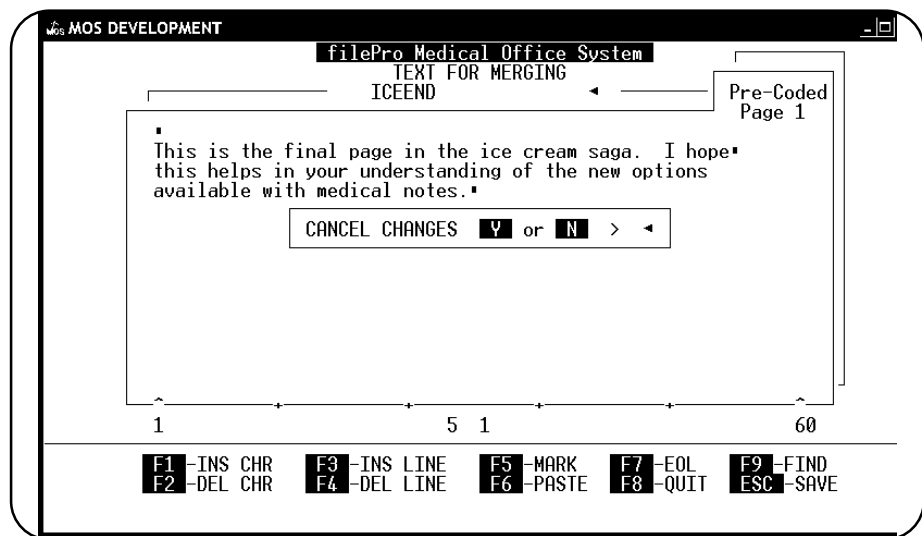 MOS MOS DEVELOPMENT
filePro Medical Office System
TEXT FOR MERGING
ICEEND
Pre-Coded
Page 1
This is the final page in the ice cream saga.  I hope
this helps in your understanding of the new options
available with medical notes.
CANCEL CHANGES Y or N >
1 5 1 60
F1 -INS CHR F3 -INS LINE F5 -MARK F7 -EOL F9 -FIND
F2 -DEL CHR F4 -DEL LINE F6 -PASTE F8 -QUIT ESC -SAVE